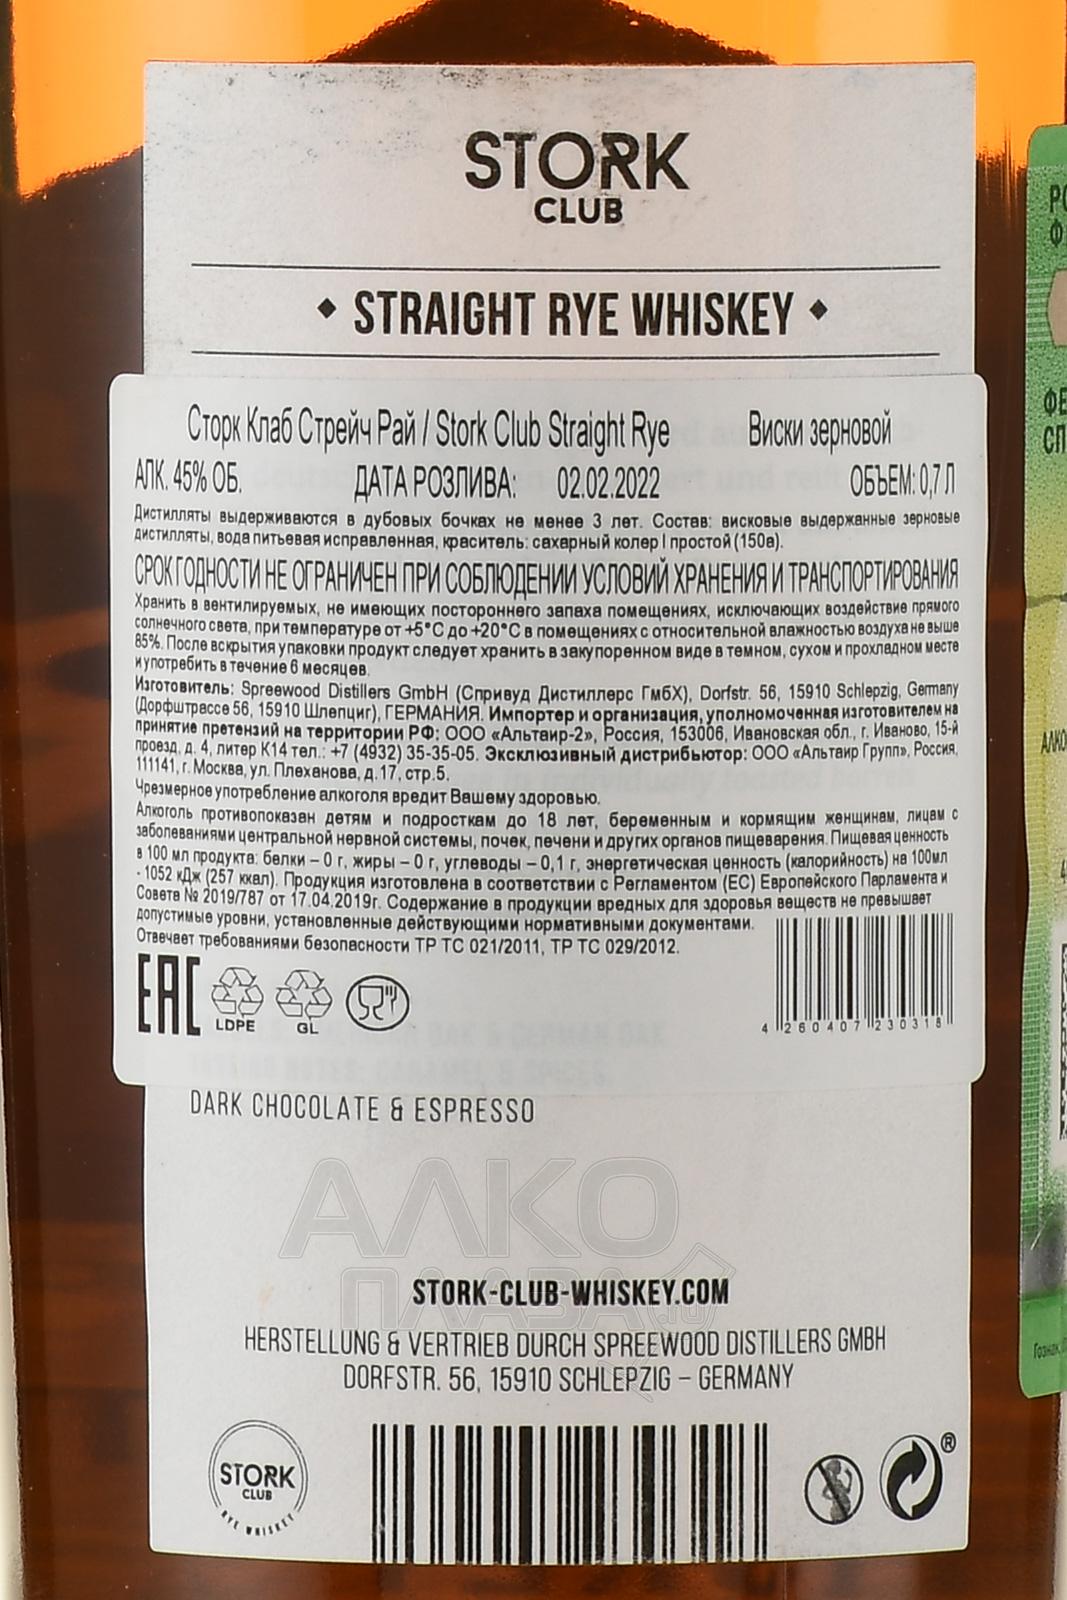 STORK
CLUB
STRAIGHT RYE WHISKEY
Сторк Клаб Стрейч Рай / Stork Club Straight Rye Виски зерновой
АЛК. 45% ОБ. ДАТА РОЗЛИВА: 02.02.2022 ОБЪЕМ: 0,7 Л
Дистилляты выдерживаются в дубовых бочках не менее 3 лет. Состав: висковые выдержанные зерновые
дистилляты, вода питьевая исправленная, краситель: сахарный колер I простой (150a).
СРОК ГОДНОСТИ НЕ ОГРАНИЧЕН ПРИ СОБЛЮДЕНИИ УСЛОВИЙ ХРАНЕНИЯ И ТРАНСПОРТИРОВАНИЯ
Хранить в вентилируемых, не имеющих постороннего запаха помещениях, исключающих воздействие прямого
солнечного света, при температуре от +5°С до +20°С в помещениях с относительной влажностью воздуха не выше
85%. После вскрытия упаковки продукт следует хранить в закупоренном виде в темном, сухом и прохладном месте
и употребить в течение 6 месяцев.
Изготовитель: Spreewood Distillers GmbH (Спривуд Дистиллерс ГмбХ), Dorfstr. 56, 15910 Schlepzig, Germany
(Дорфштрассе 56, 15910 Шлепциг), ГЕРМАНИЯ. Импортер и организация, уполномоченная изготовителем на
принятие претензий на территории РФ: ООО «Альтаир-2», Россия, 153006, Ивановская обл., г. Иваново, 15-й
проезд, д. 4, литер К14 тел.: +7 (4932) 35-35-05. Эксклюзивный дистрибьютор: ООО «Альтаир Групп», Россия,
111141, г. Москва, ул. Плеханова, д.17, стр.5.
Чрезмерное употребление алкоголя вредит Вашему здоровью.
Алкоголь противопоказан детям и подросткам до 18 лет, беременным и кормящим женщинам, лицам с
заболеваниями центральной нервной системы, почек, печени и других органов пищеварения. Пищевая ценность
в 100 мл продукта: белки – 0 г, жиры – 0 г, углеводы – 0,1 г, энергетическая ценность (калорийность) на 100мл
- 1052 кДж (257 ккал). Продукция изготовлена в соответствии с Регламентом (ЕС) Европейского Парламента и
Совета № 2019/787 от 17.04.2019г. Содержание в продукции вредных для здоровья веществ не превышает
допустимые уровни, установленные действующими нормативными документами.
Отвечает требованиями безопасности ТР ТС 021/2011, ТР ТС 029/2012.
EAC
LDPE
GL
4 260407 230318
DARK CHOCOLATE & ESPRESSO
АЛКО
ПЛАЗА.ru
STORK-CLUB-WHISKEY.COM
HERSTELLUNG & VERTRIEB DURCH SPREEWOOD DISTILLERS GMBH
DORFSTR. 56, 15910 SCHLEPZIG – GERMANY
STORK
CLUB
RYE WHISKEY
®